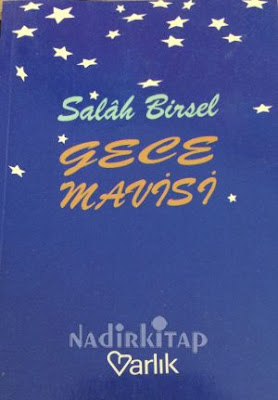 Salâh Birsel
GECE
MAVİSİ
NadirKitap
Varlık